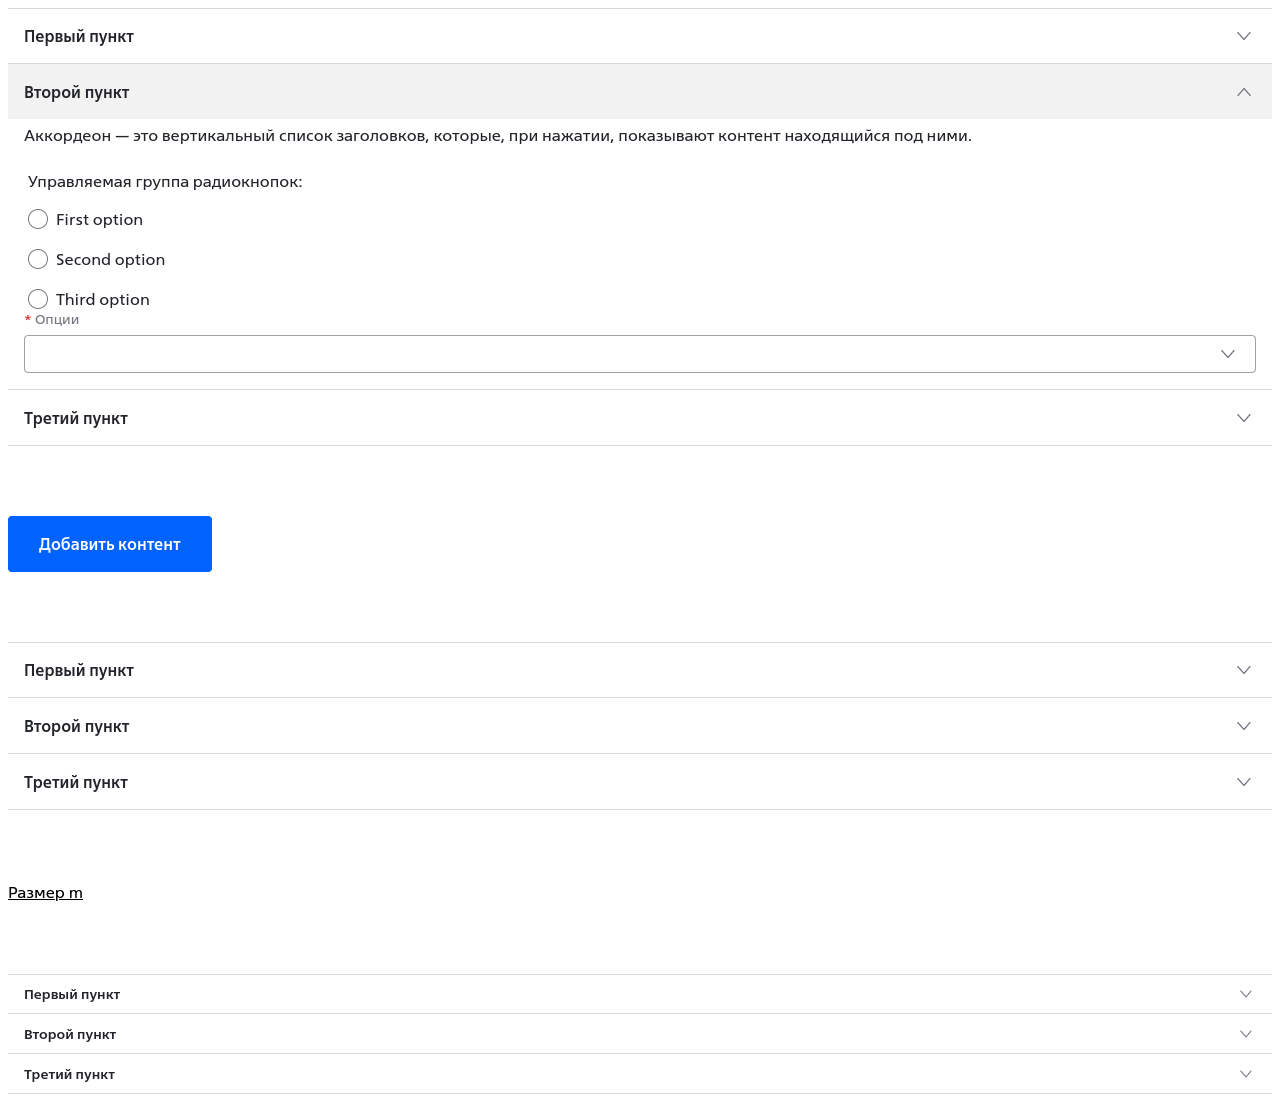 Первый пункт
Второй пункт
Аккордеон — это вертикальный список заголовков, которые, при нажатии, показывают контент находящийся под ними.
Управляемая группа радиокнопок:
First option
Second option
Third option
* Опции
Третий пункт
Добавить контент
Первый пункт
Второй пункт
Третий пункт
Размер m
Первый пункт
Второй пункт
Третий пункт